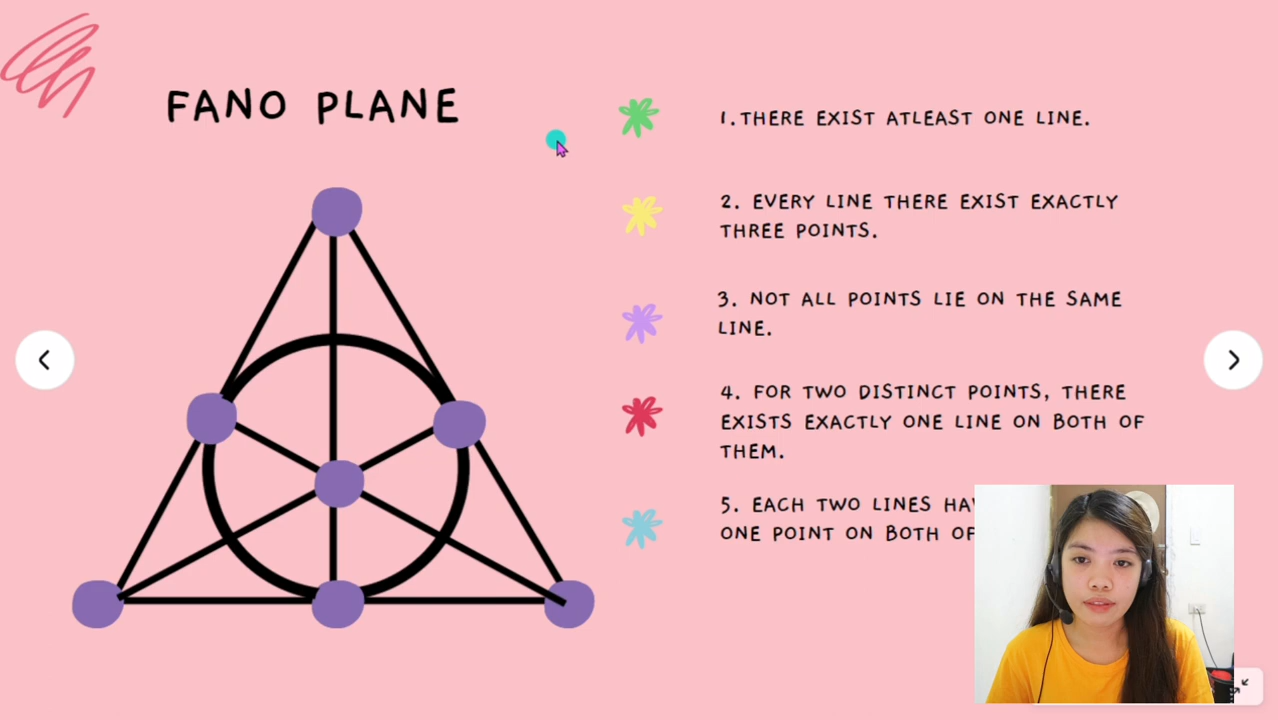 FANO PLANE
1.THERE EXIST ATLEAST ONE LINE.
2. EVERY LINE THERE EXIST EXACTLY
THREE POINTS.
3. NOT ALL POINTS LIE ON THE SAME
LINE.
4. FOR TWO DISTINCT POINTS, THERE
EXISTS EXACTLY ONE LINE ON BOTH OF
THEM.
5. EACH TWO LINES
ONE POINT ON BOTH OF